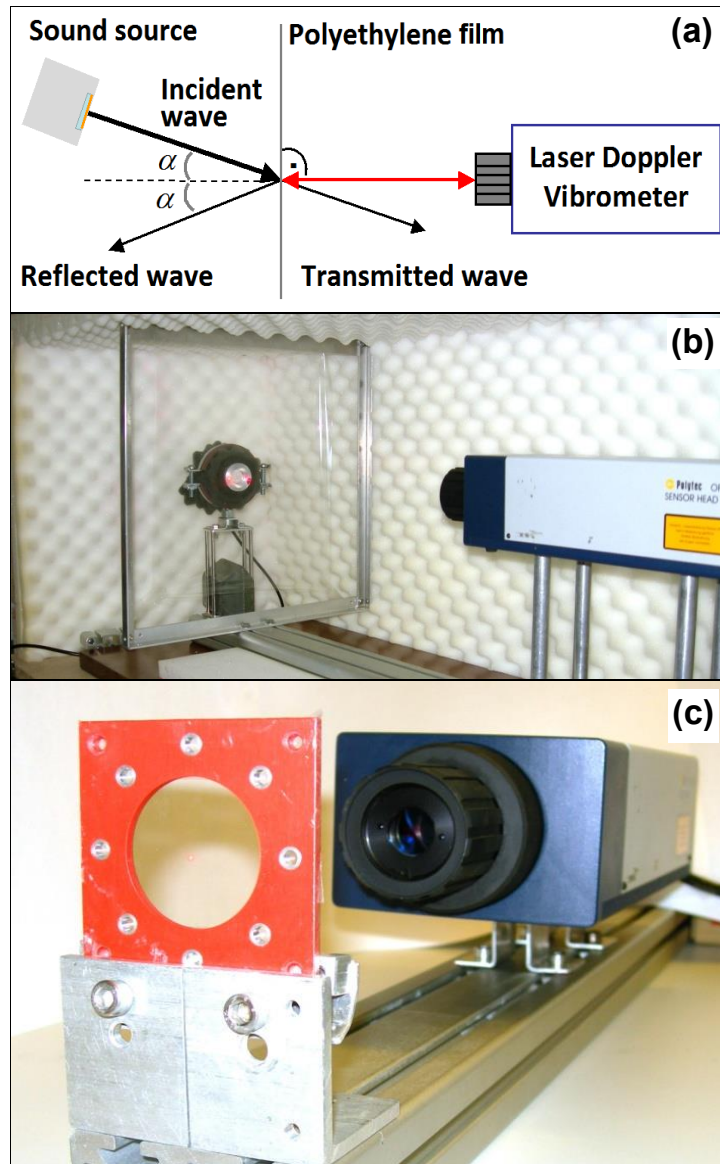 Sound source
Polyethylene film
(a)
Incident
wave
α
α
Laser Doppler
Vibrometer
Reflected wave
Transmitted wave
(b)
Polytec
SENSOR HEAD
(c)